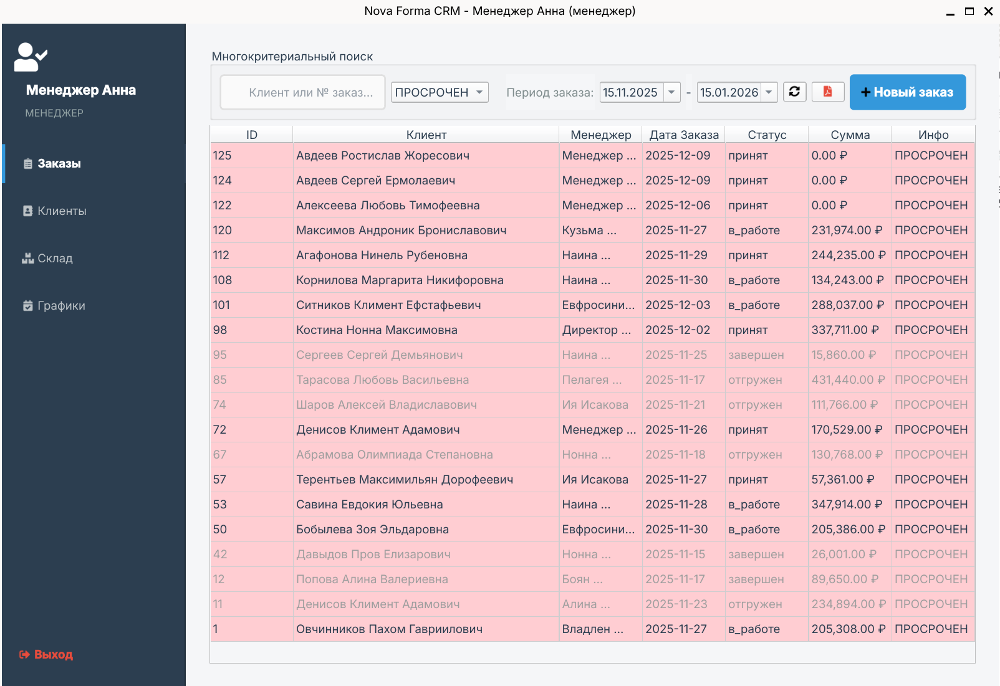 Nova Forma CRM - Менеджер Анна (менеджер)
Менеджер Анна
МЕНЕДЖЕР
Заказы
Клиенты
Склад
Графики
Выход
Многокритериальный поиск
Клиент или № заказ... ПРОСРОЧЕН Период заказа: 15.11.2025 - 15.01.2026 Новый заказ
ID Клиент Менеджер Дата Заказа Статус Сумма Инфо
125 Авдеев Ростислав Жоресович Менеджер ... 2025-12-09 принят 0.00 ₽ ПРОСРОЧЕН
124 Авдеев Сергей Ермолаевич Менеджер ... 2025-12-09 принят 0.00 ₽ ПРОСРОЧЕН
122 Алексеева Любовь Тимофеевна Менеджер ... 2025-12-06 принят 0.00 ₽ ПРОСРОЧЕН
120 Максимов Андроник Брониславович Кузьма ... 2025-11-27 в_работе 231,974.00 ₽ ПРОСРОЧЕН
112 Агафонова Нинель Рубеновна Наина ... 2025-11-29 принят 244,235.00 ₽ ПРОСРОЧЕН
108 Корнилова Маргарита Никифоровна Наина ... 2025-11-30 в_работе 134,243.00 ₽ ПРОСРОЧЕН
101 Ситников Климент Ефстафьевич Евфросини... 2025-12-03 в_работе 288,037.00 ₽ ПРОСРОЧЕН
98 Костина Нонна Максимовна Директор ... 2025-12-02 принят 337,711.00 ₽ ПРОСРОЧЕН
95 Сергеев Сергей Демьянович Наина ... 2025-11-25 завершен 15,860.00 ₽ ПРОСРОЧЕН
85 Тарасова Любовь Васильевна Пелагея ... 2025-11-17 отгружен 431,440.00 ₽ ПРОСРОЧЕН
74 Шаров Алексей Владиславович Ия Исакова 2025-11-21 отгружен 111,766.00 ₽ ПРОСРОЧЕН
72 Денисов Климент Адамович Менеджер ... 2025-11-26 принят 170,529.00 ₽ ПРОСРОЧЕН
67 Абрамова Олимпиада Степановна Нонна ... 2025-11-18 отгружен 130,768.00 ₽ ПРОСРОЧЕН
57 Терентьев Максимильян Дорофеевич Ия Исакова 2025-11-27 принят 57,361.00 ₽ ПРОСРОЧЕН
53 Савина Евдокия Юльевна Наина ... 2025-11-28 в_работе 347,914.00 ₽ ПРОСРОЧЕН
50 Бобылева Зоя Эльдаровна Евфросини... 2025-11-30 в_работе 205,386.00 ₽ ПРОСРОЧЕН
42 Давыдов Пров Елизарович Нонна ... 2025-11-15 завершен 26,001.00 ₽ ПРОСРОЧЕН
12 Попова Алина Валериевна Боян ... 2025-11-17 завершен 89,650.00 ₽ ПРОСРОЧЕН
11 Денисов Климент Адамович Алина ... 2025-11-23 отгружен 234,894.00 ₽ ПРОСРОЧЕН
1 Овчинников Пахом Гавриилович Владлен ... 2025-11-27 в_работе 205,308.00 ₽ ПРОСРОЧЕН